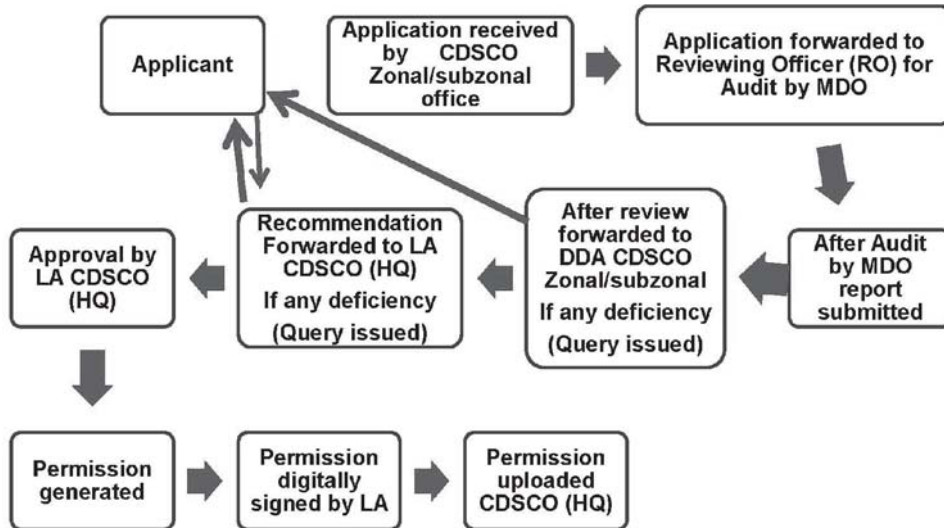 Applicant
Application received
by CDSCO
Zonal/subzonal
office
Application forwarded to
Reviewing Officer (RO) for
Audit by MDO
After Audit
by MDO
report
submitted
After review
forwarded to
DDA CDSCO
Zonal/subzonal
If any deficiency
(Query issued)
Recommendation
Forwarded to LA
CDSCO (HQ)
If any deficiency
(Query issued)
Approval by
LA CDSCO
(HQ)
Permission
generated
Permission
digitally
signed by LA
Permission
uploaded
CDSCO (HQ)